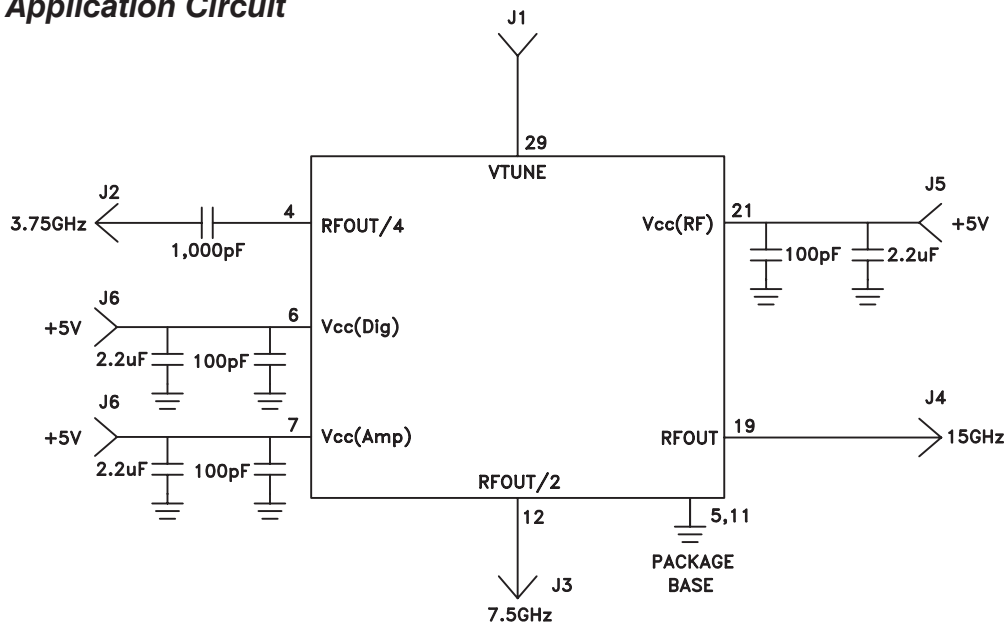 Application Circuit
J1
29
VTUNE
J2
3.75GHz
1,000pF
4
RFOUT/4
Vcc(RF)
21
J5
+5V
100pF
2.2uF
J6
+5V
6
Vcc(Dig)
2.2uF
100pF
J6
+5V
7
Vcc(Amp)
2.2uF
100pF
RFOUT
19
J4
15GHz
RFOUT/2
12
5,11
PACKAGE
BASE
J3
7.5GHz